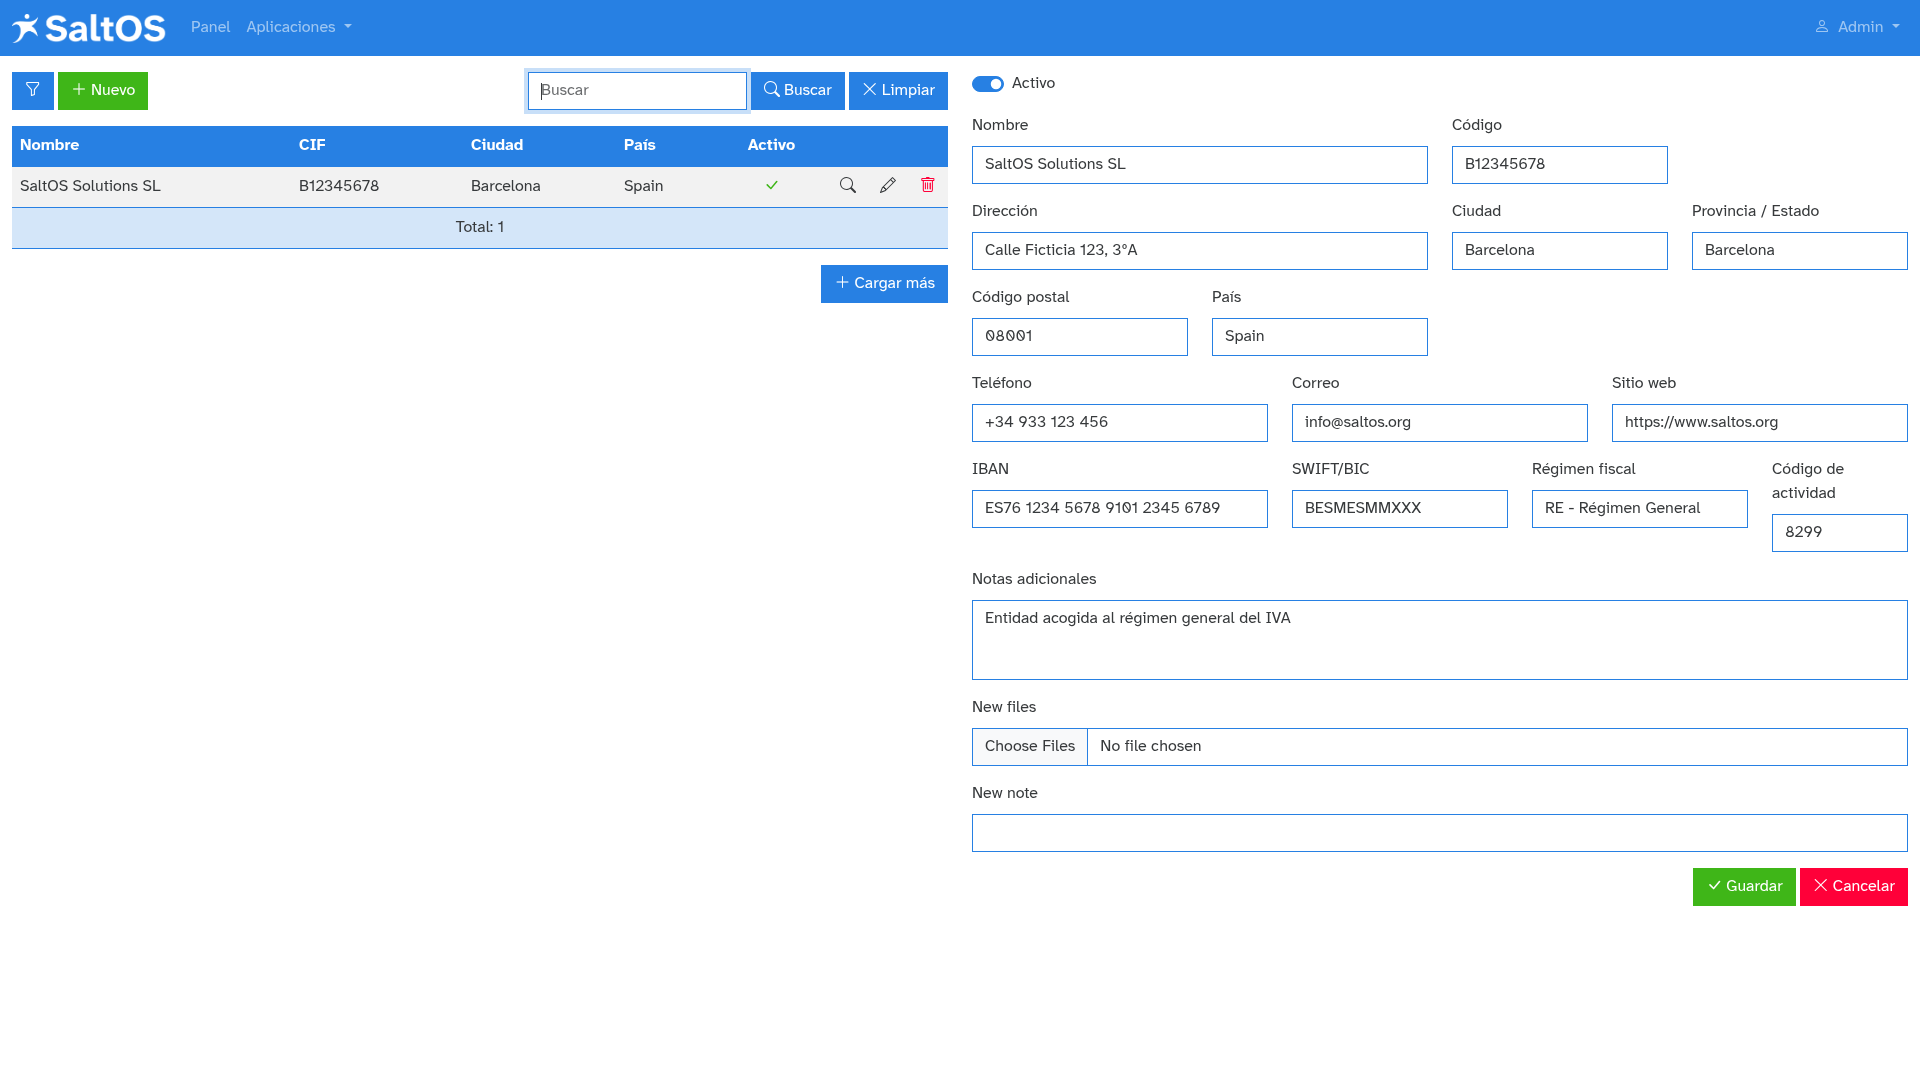 SaltOS Panel Aplicaciones Admin
Nuevo Buscar Buscar Limpiar
Nombre CIF Ciudad País Activo
SaltOS Solutions SL B12345678 Barcelona Spain
Total: 1
Cargar más
Activo
Nombre Código
SaltOS Solutions SL B12345678
Dirección Ciudad Provincia / Estado
Calle Ficticia 123, 3ºA Barcelona Barcelona
Código postal País
08001 Spain
Teléfono Correo Sitio web
+34 933 123 456 info@saltos.org https://www.saltos.org
IBAN SWIFT/BIC Régimen fiscal Código de actividad
ES76 1234 5678 9101 2345 6789 BESMESMMXXX RE - Régimen General 8299
Notas adicionales
Entidad acogida al régimen general del IVA
New files
Choose Files No file chosen
New note
Guardar Cancelar